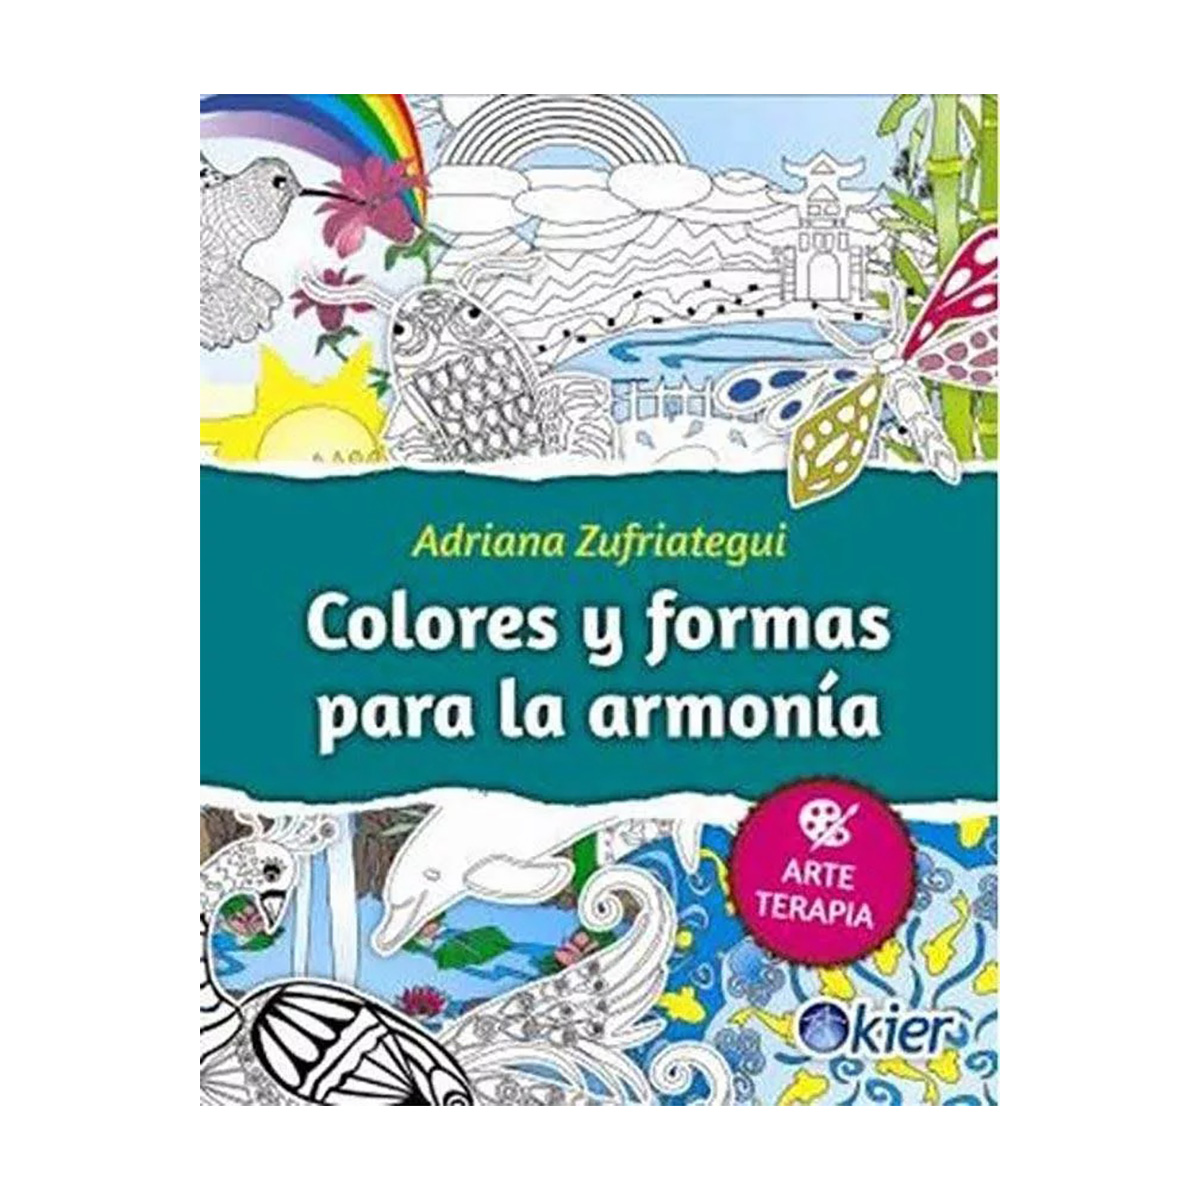 Adriana Zufriategui
Colores y formas
para la armonía
ARTE
TERAPIA
kier